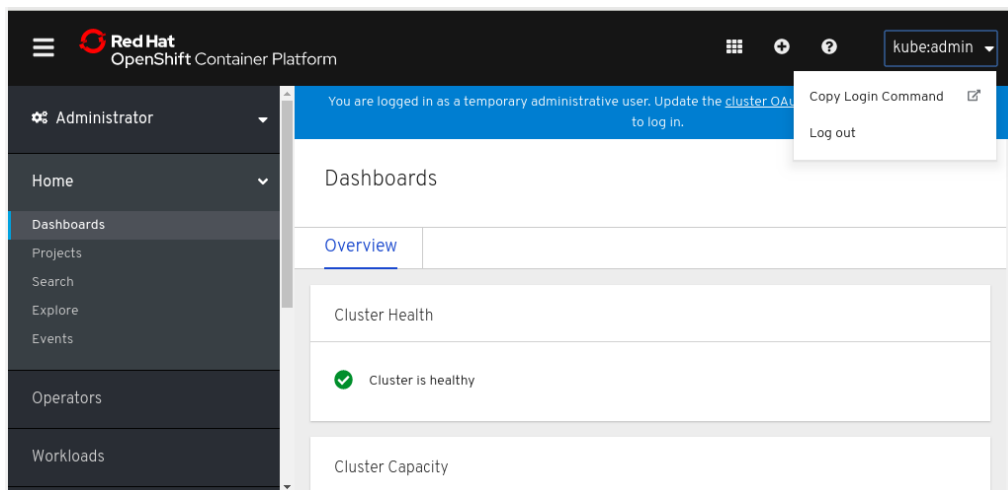 Red Hat
OpenShift Container Platform
kube:admin
Copy Login Command
Log out
You are logged in as a temporary administrative user. Update the cluster OAu
to log in.
Administrator
Home
Dashboards
Projects
Search
Explore
Events
Operators
Workloads
Dashboards
Overview
Cluster Health
Cluster is healthy
Cluster Capacity